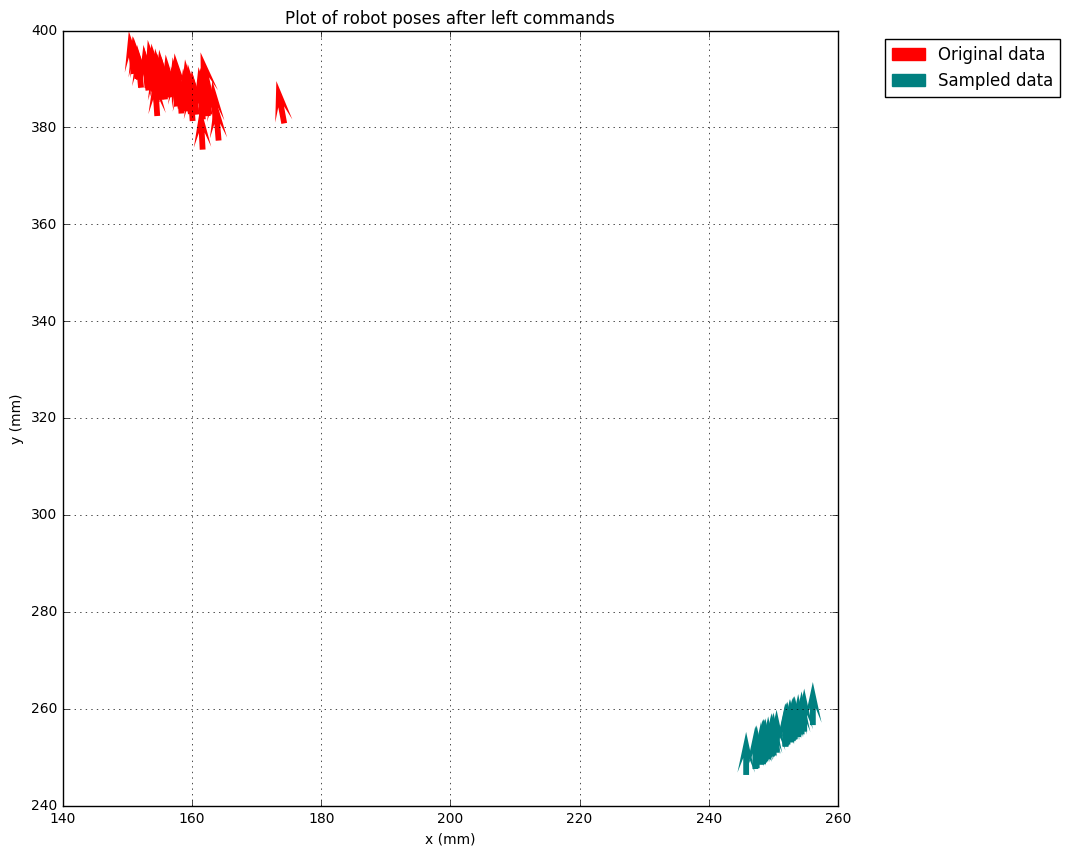 Plot of robot poses after left commands
Original data
Sampled data
400
380
360
340
320
300
280
260
240
y (mm)
140 160 180 200 220 240 260
x (mm)